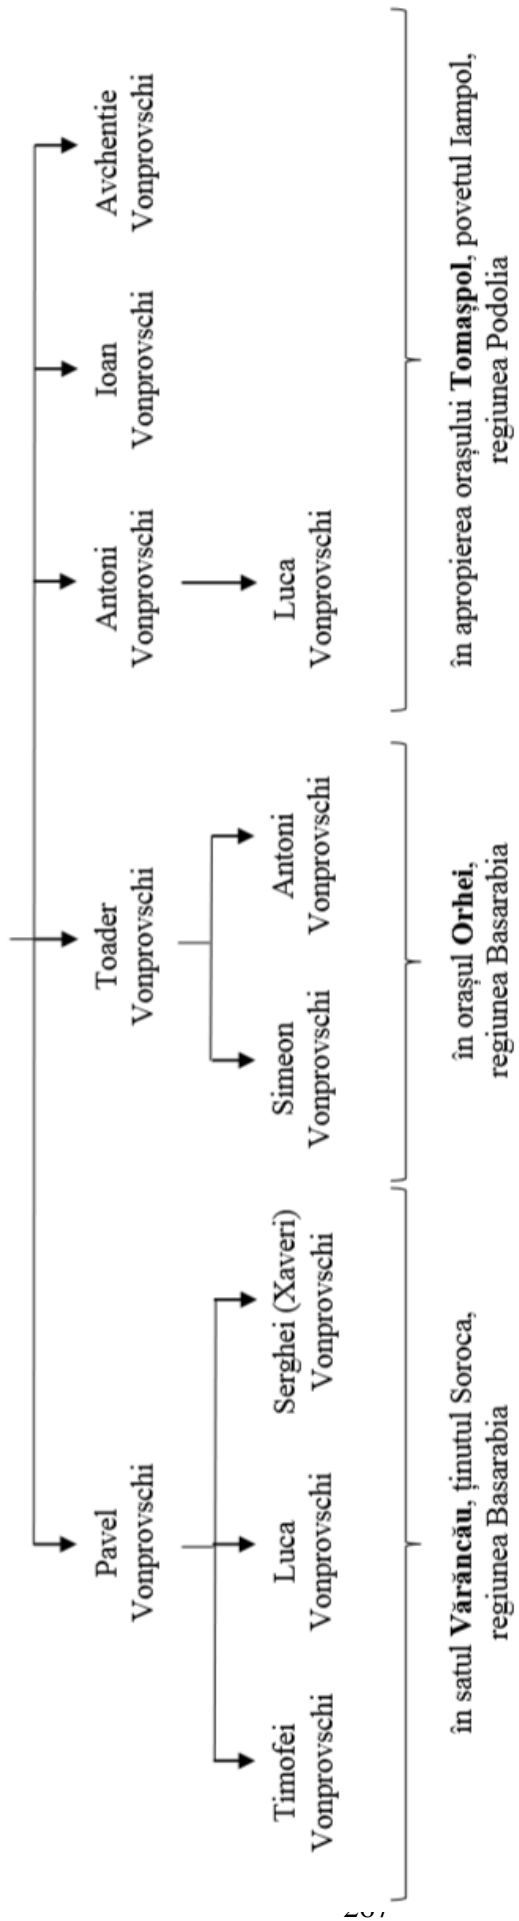 Pavel
Vonprovschi
Toader
Vonprovschi
Antoni
Vonprovschi
Ioan
Vonprovschi
Avchentie
Vonprovschi
Timofei
Vonprovschi
Luca
Vonprovschi
Serghei (Xaveri)
Vonprovschi
Simeon
Vonprovschi
Antoni
Vonprovschi
Luca
Vonprovschi
în satul Vărăncău, ținutul Soroca,
regiunea Basarabia
în orașul Orhei,
regiunea Basarabia
în apropierea orașului Tomașpol, povetul Iampol,
regiunea Podolia